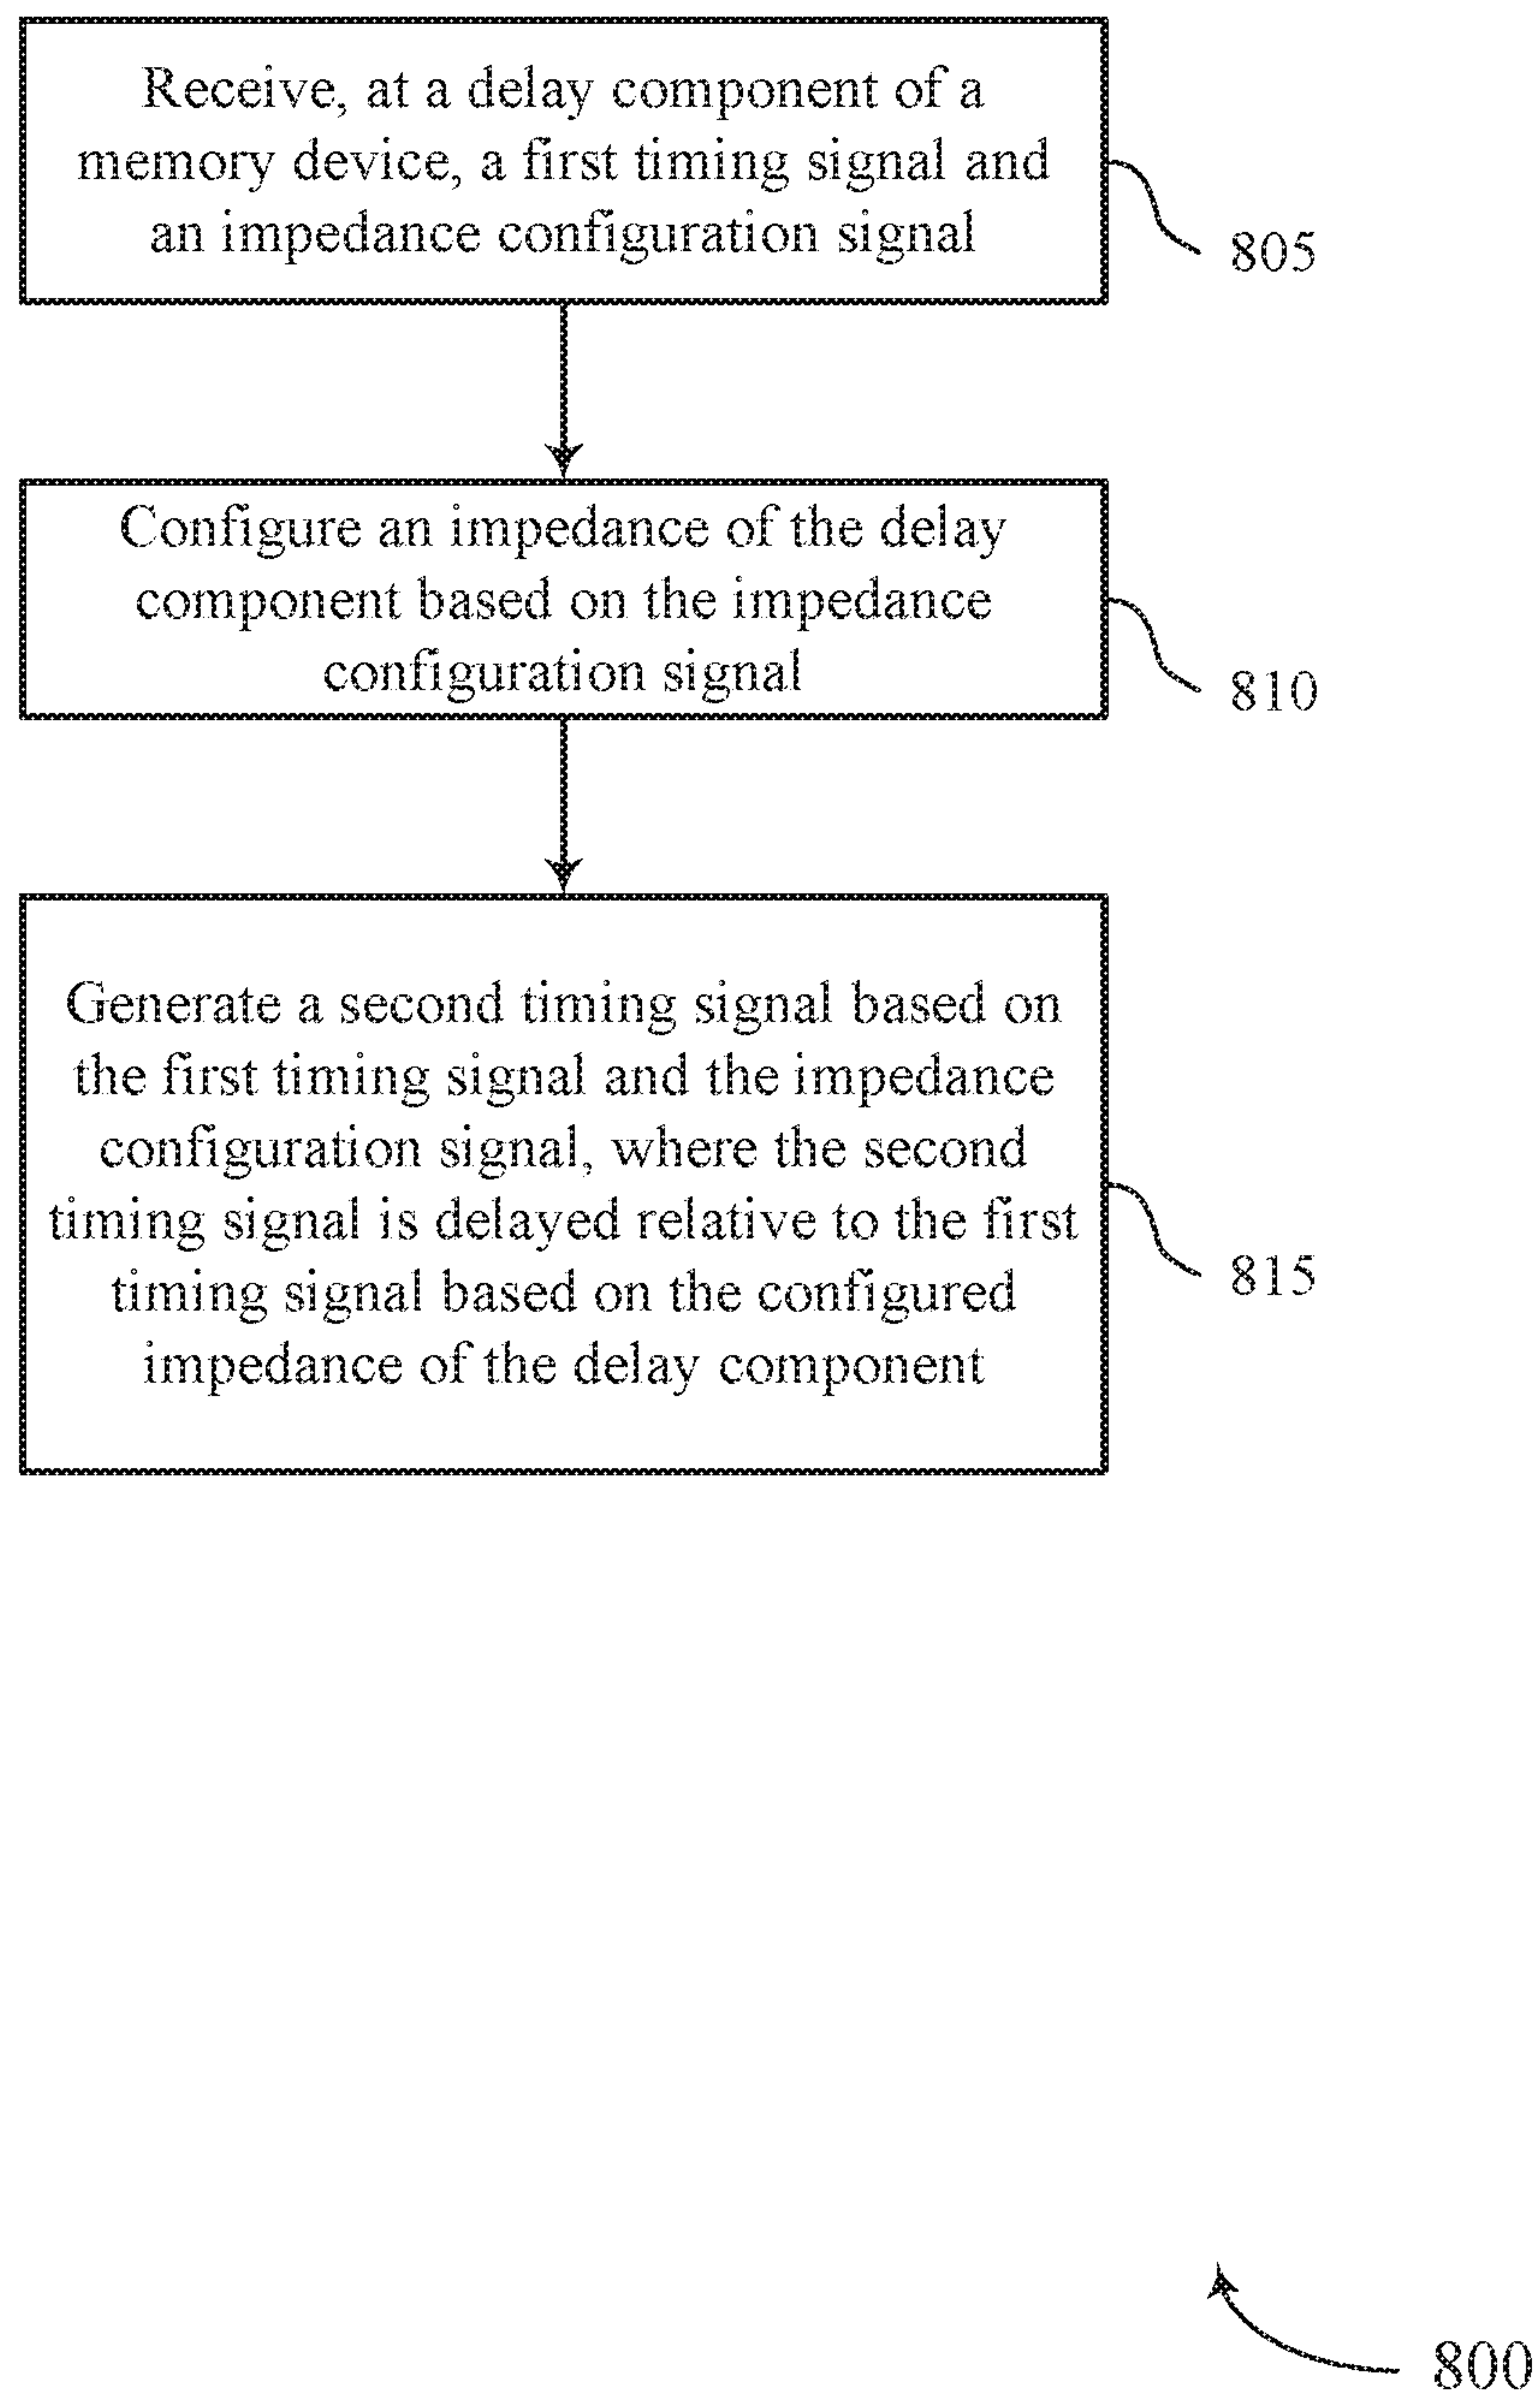 Receive, at a delay component of a
memory device, a first timing signal and
an impedance configuration signal
805
Configure an impedance of the delay
component based on the impedance
configuration signal
810
Generate a second timing signal based on
the first timing signal and the impedance
configuration signal, where the second
timing signal is delayed relative to the first
timing signal based on the configured
impedance of the delay component
815
800